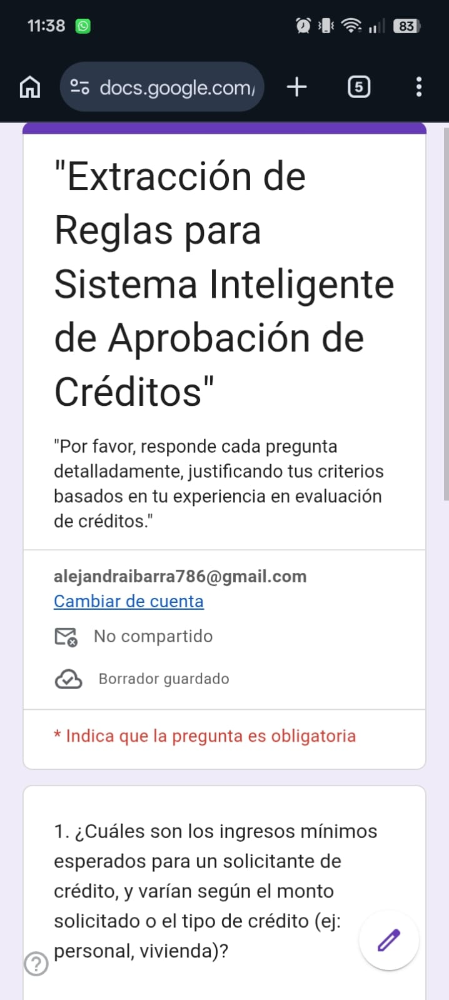 11:38
83
docs.google.com/
5
"Extracción de
Reglas para
Sistema Inteligente
de Aprobación de
Créditos"
"Por favor, responde cada pregunta
detalladamente, justificando tus criterios
basados en tu experiencia en evaluación
de créditos."
alejandraibarra786@gmail.com
Cambiar de cuenta
No compartido
Borrador guardado
* Indica que la pregunta es obligatoria
1. ¿Cuáles son los ingresos mínimos
esperados para un solicitante de
crédito, y varían según el monto
solicitado o el tipo de crédito (ej:
personal, vivienda)?